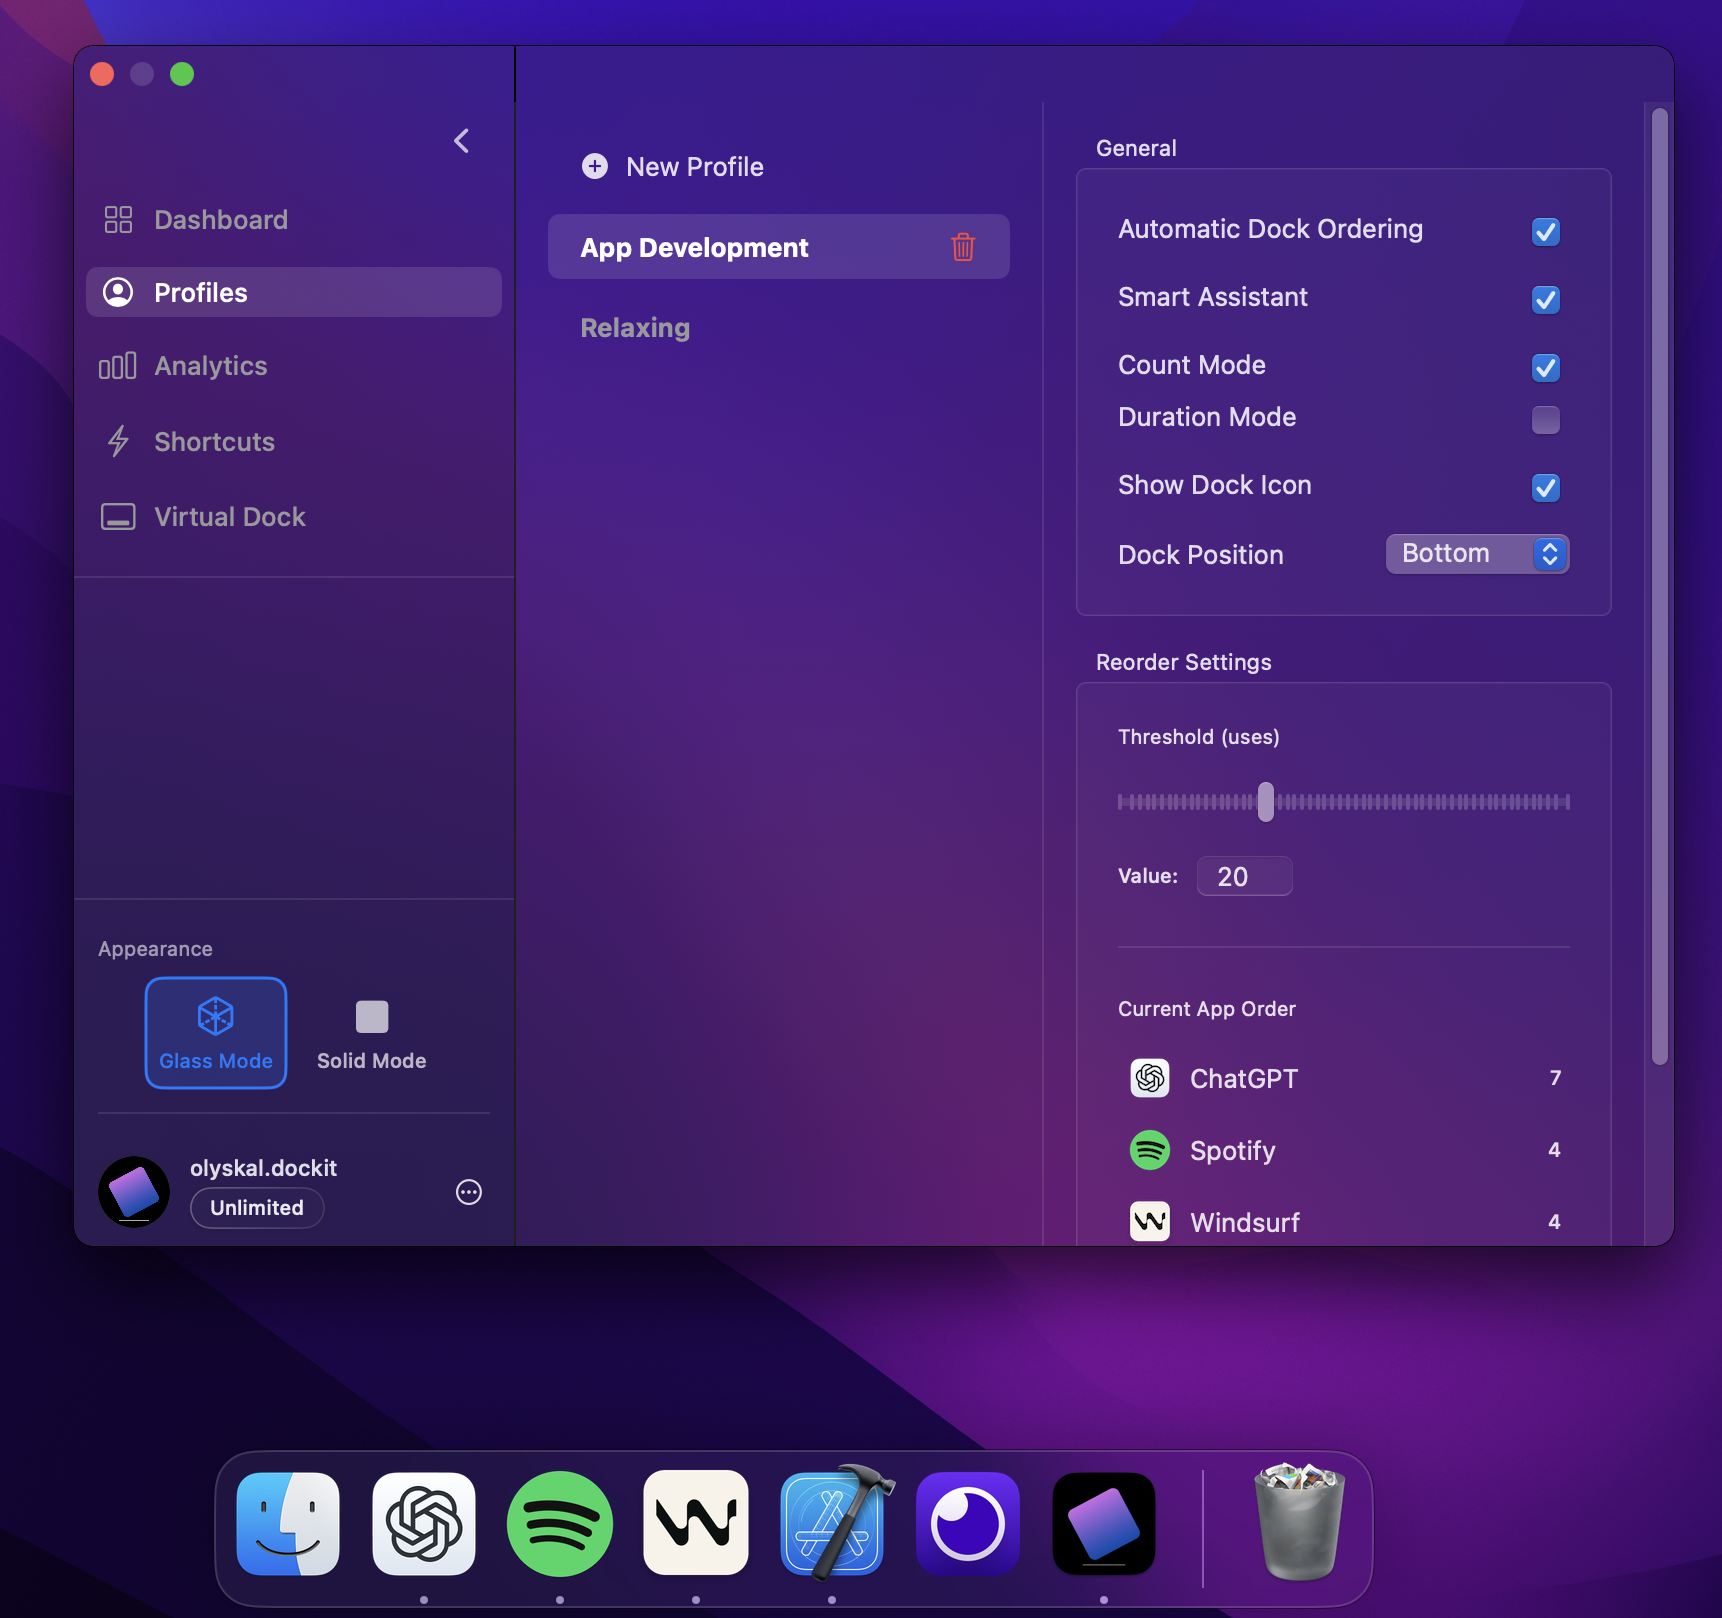 Dashboard
Profiles
Analytics
Shortcuts
Virtual Dock
Appearance
Glass Mode
Solid Mode
olyskal.dockit
Unlimited
New Profile
App Development
Relaxing
General
Automatic Dock Ordering
Smart Assistant
Count Mode
Duration Mode
Show Dock Icon
Dock Position Bottom
Reorder Settings
Threshold (uses)
Value: 20
Current App Order
ChatGPT 7
Spotify 4
Windsurf 4